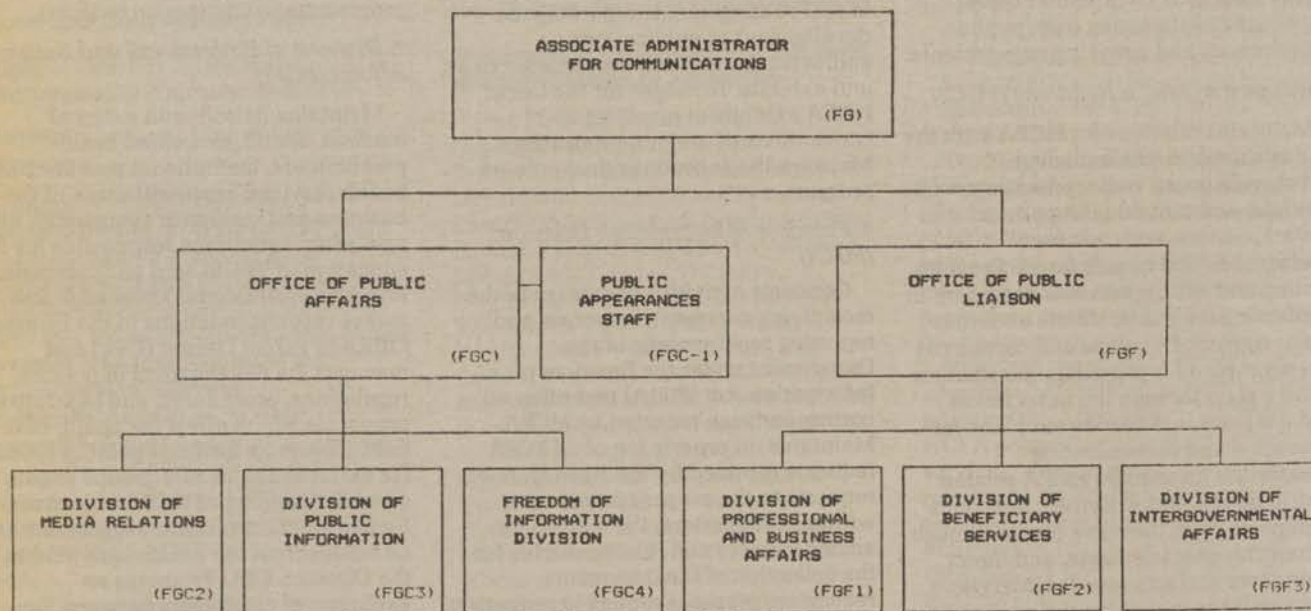 ASSOCIATE ADMINISTRATOR
FOR COMMUNICATIONS
(FG)
OFFICE OF PUBLIC
AFFAIRS
(FGC)
PUBLIC
APPEARANCES
STAFF
(FGC-1)
OFFICE OF PUBLIC
LIAISON
(FGF)
DIVISION OF
MEDIA RELATIONS
(FGC2)
DIVISION OF
PUBLIC
INFORMATION
(FGC3)
FREEDOM OF
INFORMATION
DIVISION
(FGC4)
DIVISION OF
PROFESSIONAL
AND BUSINESS
AFFAIRS
(FGF1)
DIVISION OF
BENEFICIARY
SERVICES
(FGF2)
DIVISION OF
INTERGOVERNMENTAL
AFFAIRS
(FGF3)